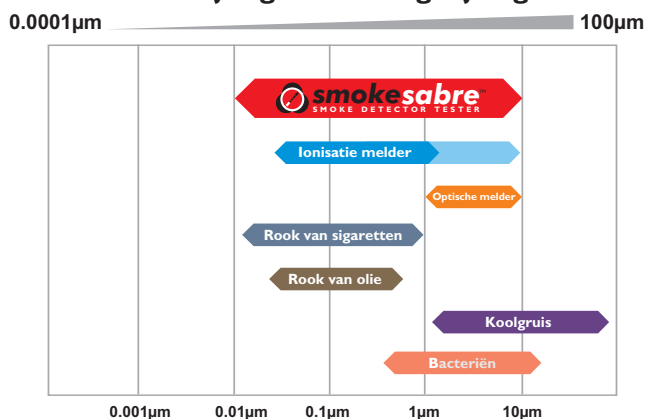 0.0001µm 100µm
smokesabre™
SMOKE DETECTOR TESTER
Ionisatie melder
Optische melder
Rook van sigaretten
Rook van olie
Koolgruis
Bacteriën
0.001µm 0.01µm 0.1µm 1µm 10µm